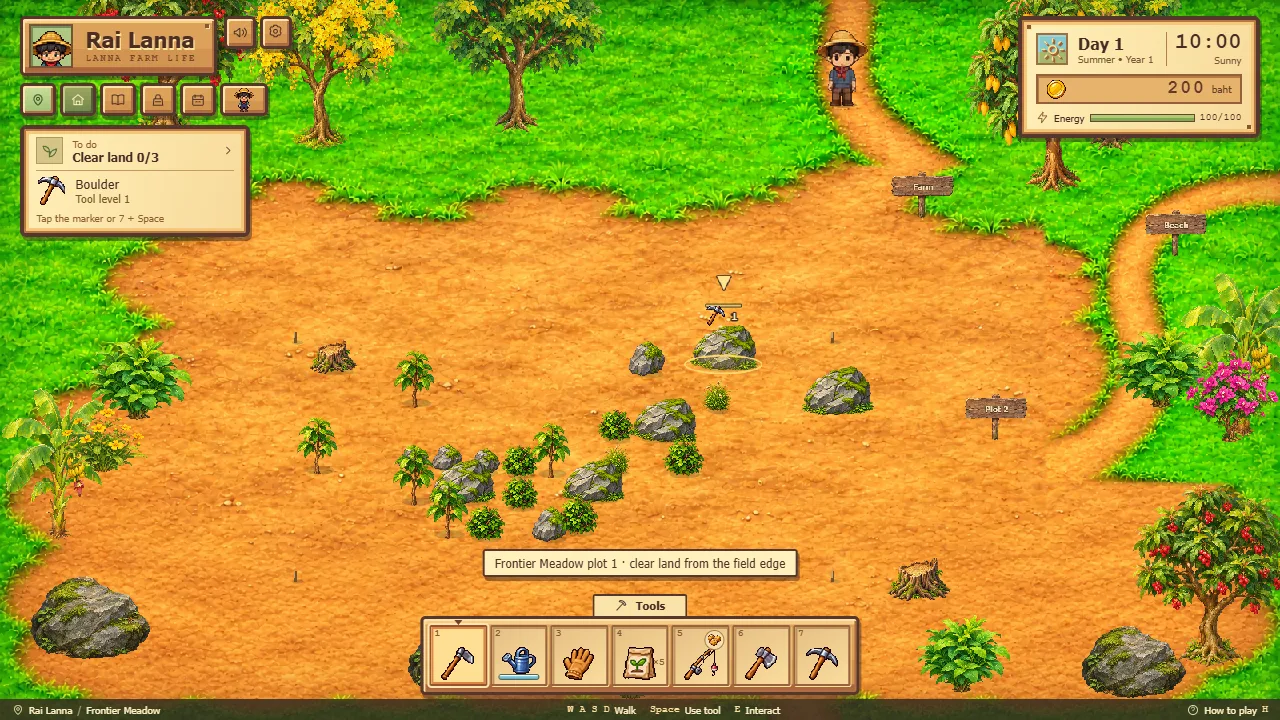 Rai Lanna
LANNA FARM LIFE
Day 1
Summer • Year 1
10:00
Sunny
200 baht
Energy
100/100
To do
Clear land 0/3
Boulder
Tool level 1
Tap the marker or 7 + Space
Farm
Beach
1
Plot 2
Frontier Meadow plot 1 · clear land from the field edge
Tools
1
2
3
4
×5
5
6
7
Rai Lanna / Frontier Meadow
W A S D Walk
Space Use tool
E Interact
How to play H